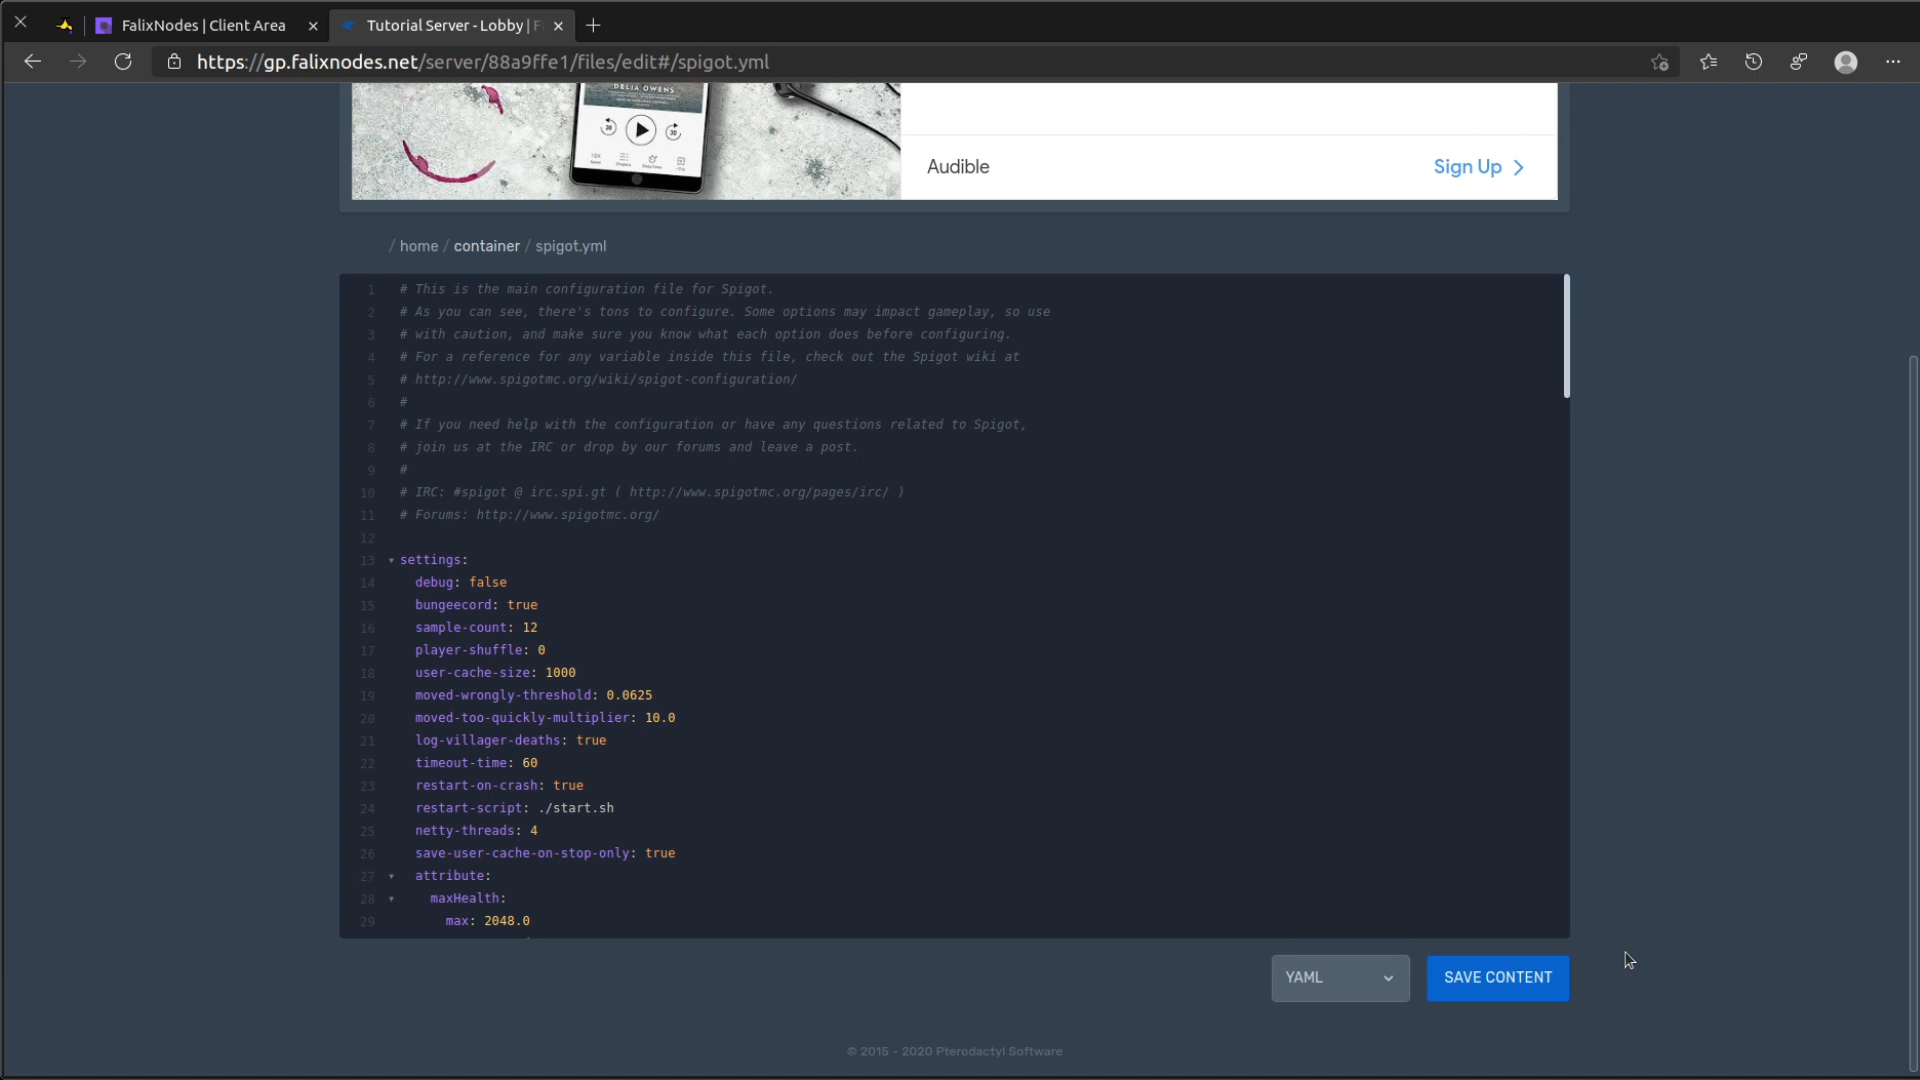 FalixNodes | Client Area
Tutorial Server - Lobby | F
https://gp.falixnodes.net/server/88a9ffe1/files/edit#/spigot.yml
DELIA OWENS
30
30
Audible
Sign Up
/ home / container / spigot.yml
1 # This is the main configuration file for Spigot.
2 # As you can see, there's tons to configure. Some options may impact gameplay, so use
3 # with caution, and make sure you know what each option does before configuring.
4 # For a reference for any variable inside this file, check out the Spigot wiki at
5 # http://www.spigotmc.org/wiki/spigot-configuration/
6 #
7 # If you need help with the configuration or have any questions related to Spigot,
8 # join us at the IRC or drop by our forums and leave a post.
9 #
10 # IRC: #spigot @ irc.spi.gt ( http://www.spigotmc.org/pages/irc/ )
11 # Forums: http://www.spigotmc.org/
12
13 settings:
14 debug: false
15 bungeecord: true
16 sample-count: 12
17 player-shuffle: 0
18 user-cache-size: 1000
19 moved-wrongly-threshold: 0.0625
20 moved-too-quickly-multiplier: 10.0
21 log-villager-deaths: true
22 timeout-time: 60
23 restart-on-crash: true
24 restart-script: ./start.sh
25 netty-threads: 4
26 save-user-cache-on-stop-only: true
27 attribute:
28 maxHealth:
29 max: 2048.0
YAML
SAVE CONTENT
© 2015 - 2020 Pterodactyl Software